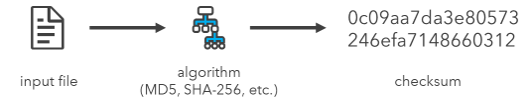 0c09aa7da3e80573
246efa7148660312
input file
algorithm
(MD5, SHA-256, etc.)
checksum